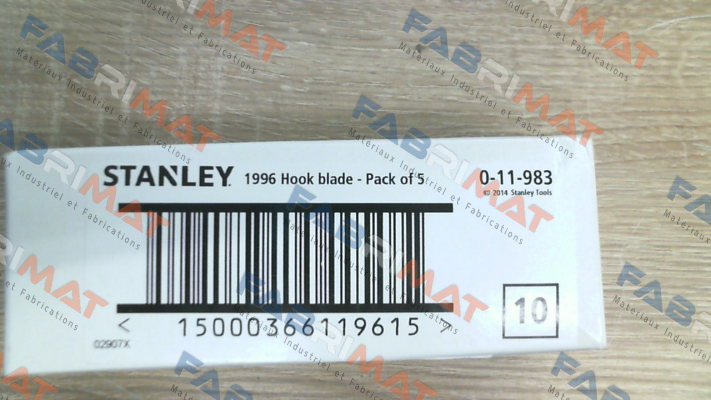 STANLEY. 1996 Hook blade - Pack of 5 0-11-983
© 2014 Stanley Tools
10
< 15000366119615 >
02907X
FABRIMAT
Matériaux Industriel et Fabrications